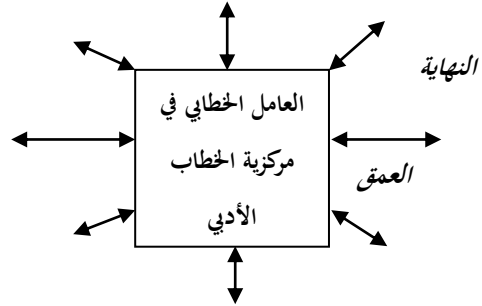 النهاية
العامل الخطابي في
مركزية الخطاب
الأدبي
العمق